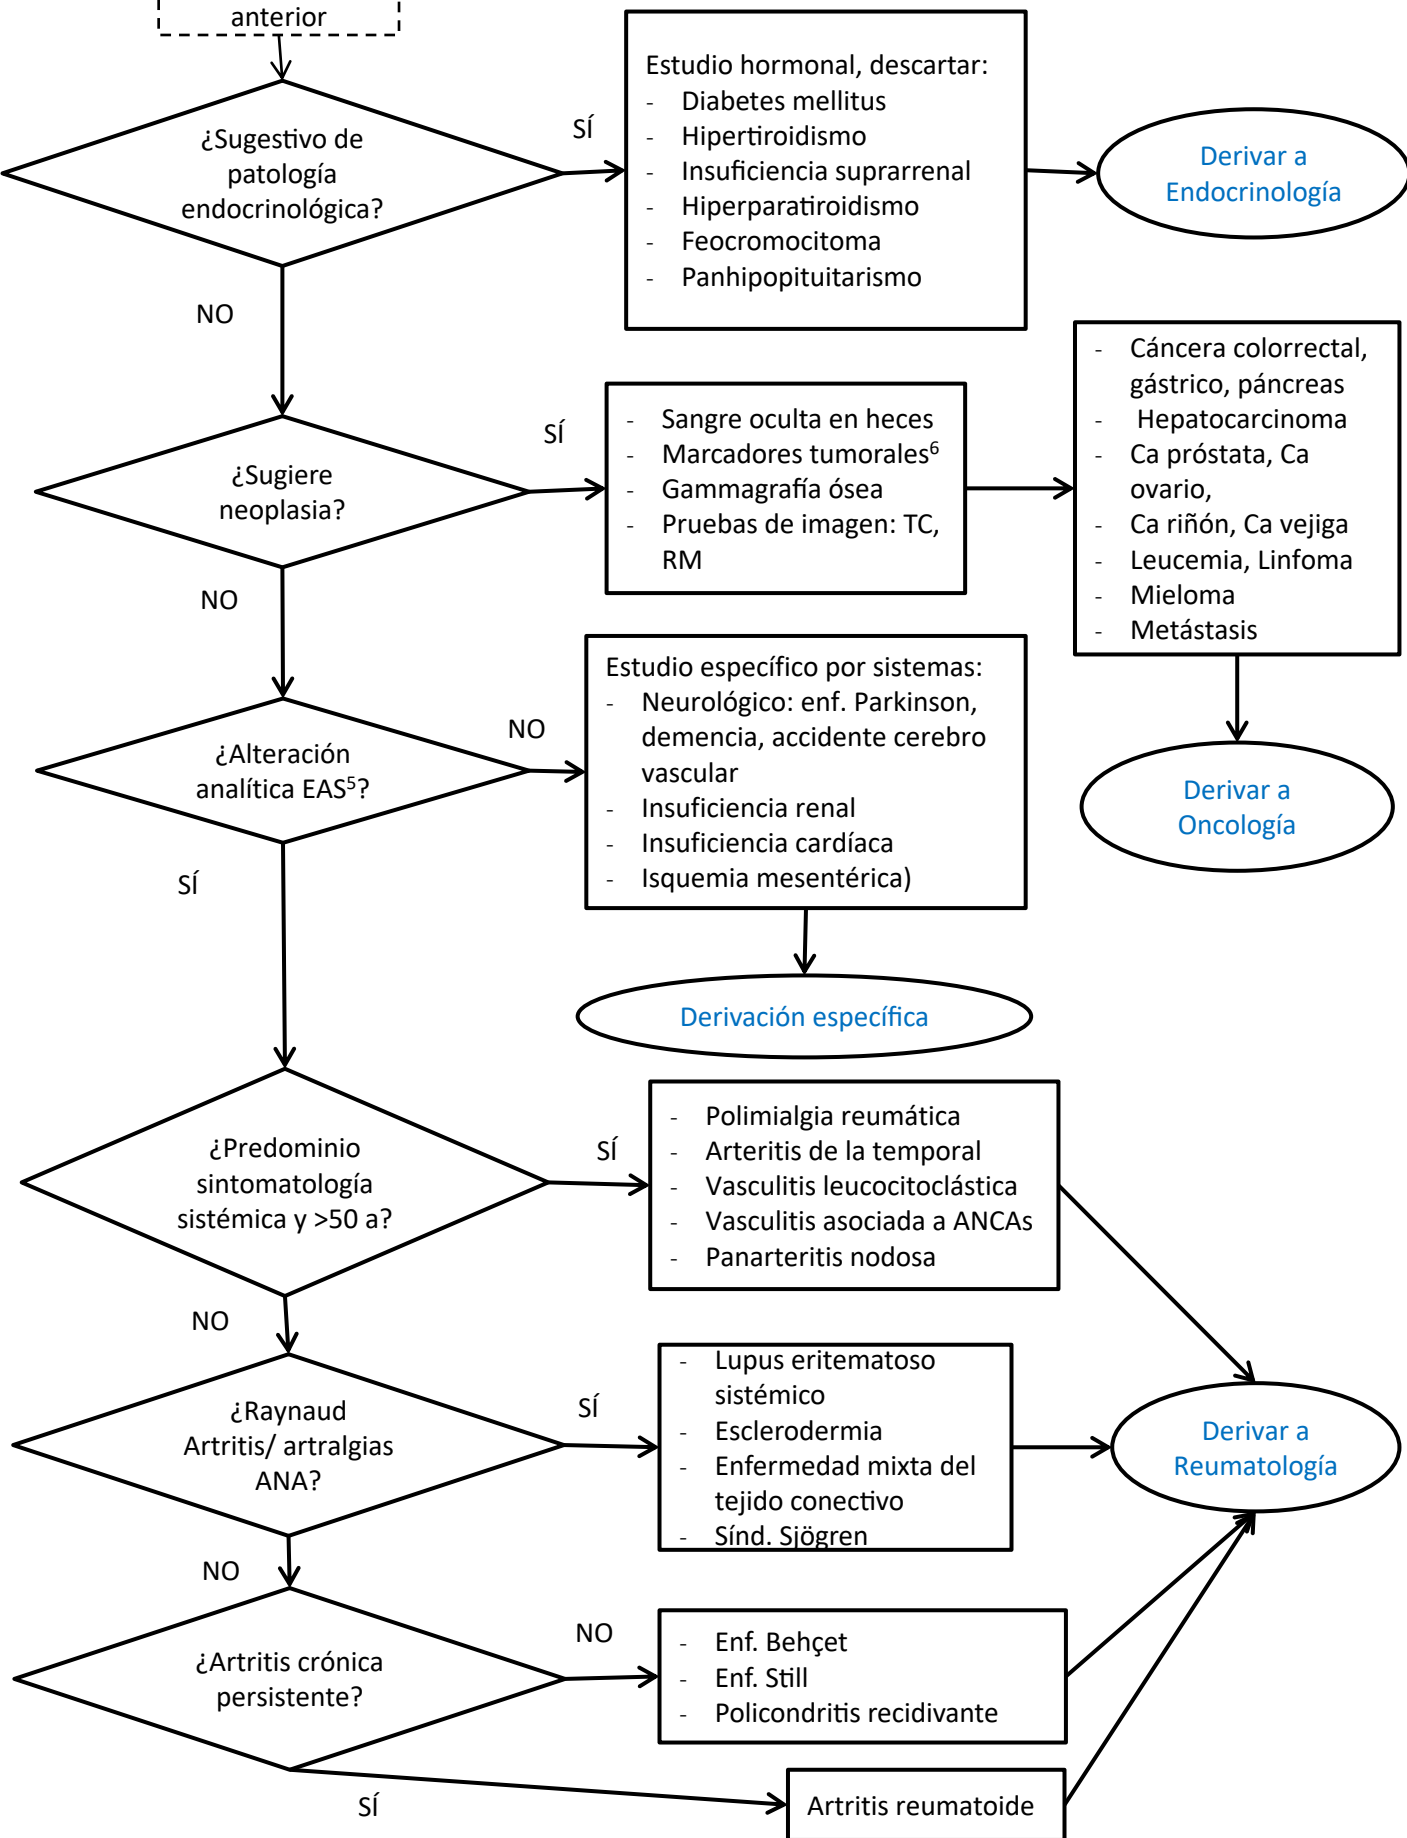 anterior
¿Sugestivo de
patología
endocrinológica?
SÍ
Estudio hormonal, descartar:
- Diabetes mellitus
- Hipertiroidismo
- Insuficiencia suprarrenal
- Hiperparatiroidismo
- Feocromocitoma
- Panhipopituitarismo
Derivar a
Endocrinología
NO
¿Sugiere
neoplasia?
SÍ
- Sangre oculta en heces
- Marcadores tumorales⁶
- Gammagrafía ósea
- Pruebas de imagen: TC,
RM
- Cáncera colorrectal,
gástrico, páncreas
- Hepatocarcinoma
- Ca próstata, Ca
ovario,
- Ca riñón, Ca vejiga
- Leucemia, Linfoma
- Mieloma
- Metástasis
Derivar a
Oncología
NO
¿Alteración
analítica EAS⁵?
NO
Estudio específico por sistemas:
- Neurológico: enf. Parkinson,
demencia, accidente cerebro
vascular
- Insuficiencia renal
- Insuficiencia cardíaca
- Isquemia mesentérica)
Derivación específica
SÍ
¿Predominio
sintomatología
sistémica y >50 a?
SÍ
- Polimialgia reumática
- Arteritis de la temporal
- Vasculitis leucocitoclástica
- Vasculitis asociada a ANCAs
- Panarteritis nodosa
NO
¿Raynaud
Artritis/ artralgias
ANA?
SÍ
- Lupus eritematoso
sistémico
- Esclerodermia
- Enfermedad mixta del
tejido conectivo
- Sínd. Sjögren
Derivar a
Reumatología
NO
¿Artritis crónica
persistente?
NO
- Enf. Behçet
- Enf. Still
- Policondritis recidivante
SÍ
Artritis reumatoide